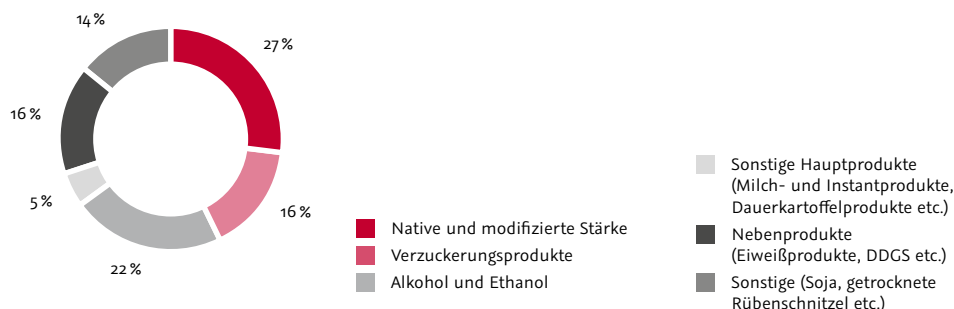 14 %
27 %
16 %
5 %
16 %
22 %
Native und modifizierte Stärke
Verzuckerungsprodukte
Alkohol und Ethanol
Sonstige Hauptprodukte
(Milch- und Instantprodukte,
Dauerkartoffelprodukte etc.)
Nebenprodukte
(Eiweißprodukte, DDGS etc.)
Sonstige (Soja, getrocknete
Rübenschnitzel etc.)